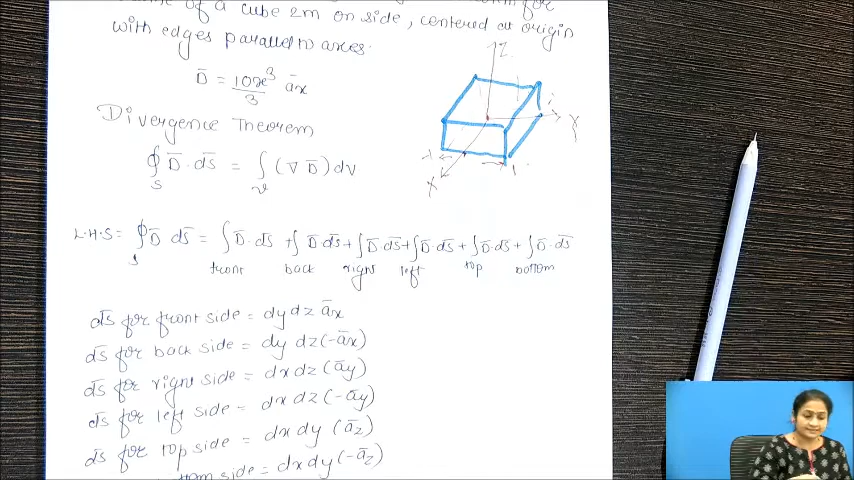 of a cube 2m on side, centered at origin
with edges parallel to axes.
D̄ = 10x³/3 āx
Z
Y
X
Divergence Theorem
∮s D̄ · ds̄ = ∫v (∇ D̄) dv
L.H.S = ∮s D̄ ds̄ = ∫ D̄· ds̄ + ∫ D̄ ds̄ + ∫ D̄· ds̄ + ∫ D̄· ds̄ + ∫ D̄· ds̄ + ∫ D̄· ds̄
front back right left top bottom
ds̄ for front side = dy dz āx
ds̄ for back side = dy dz (-āx)
ds̄ for right side = dx dz (āy)
ds̄ for left side = dx dz (-āy)
ds̄ for top side = dx dy (āz)
bottom side = dx dy (-āz)